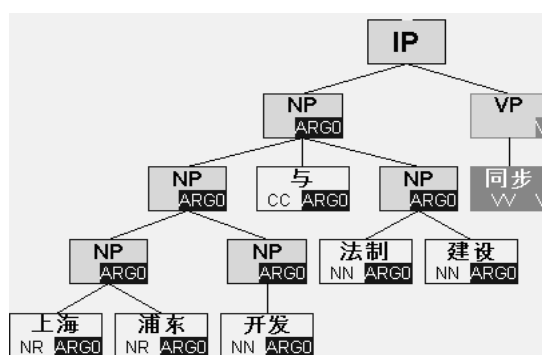 IP
NP
ARG0
VP
NP
ARG0
与
CC ARG0
NP
ARG0
同步
VV
NP
ARG0
NP
ARG0
法制
NN ARG0
建设
NN ARG0
上海
NR ARG0
浦东
NR ARG0
开发
NN ARG0